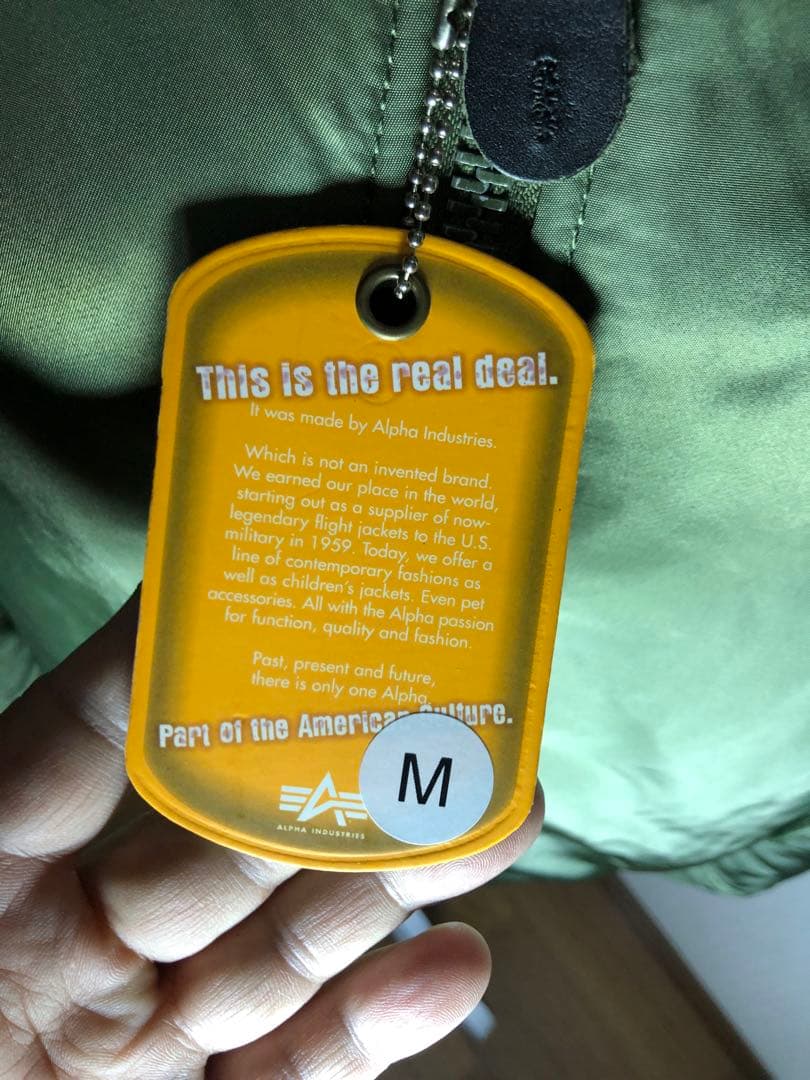 This is the real deal.
It was made by Alpha Industries.
Which is not an invented brand.
We earned our place in the world,
starting out as a supplier of now-
legendary flight jackets to the U.S.
military in 1959. Today, we offer a
line of contemporary fashions as
well as children's jackets. Even pet
accessories. All with the Alpha passion
for function, quality and fashion.
Past, present and future,
there is only one Alpha.
Part of the American Culture.
M
ALPHA INDUSTRIES